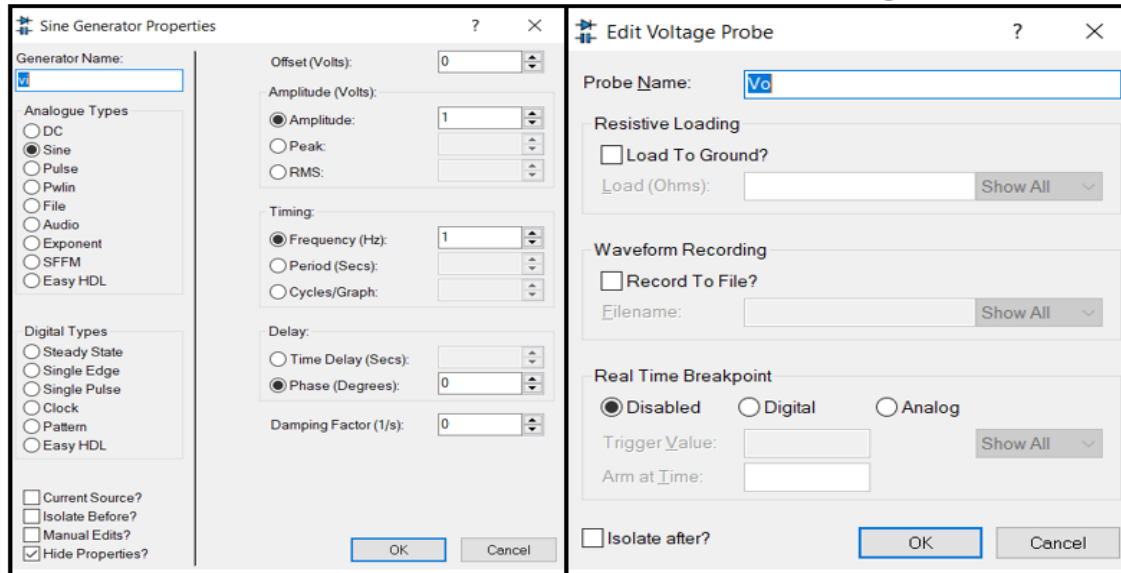 Sine Generator Properties
?
Generator Name:
vi
Analogue Types
DC
Sine
Pulse
Pwlin
File
Audio
Exponent
SFFM
Easy HDL
Digital Types
Steady State
Single Edge
Single Pulse
Clock
Pattern
Easy HDL
Current Source?
Isolate Before?
Manual Edits?
Hide Properties?
Offset (Volts): 0
Amplitude (Volts):
Amplitude: 1
Peak:
RMS:
Timing:
Frequency (Hz): 1
Period (Secs):
Cycles/Graph:
Delay:
Time Delay (Secs):
Phase (Degrees): 0
Damping Factor (1/s): 0
OK Cancel
Edit Voltage Probe
?
Probe Name: Vo
Resistive Loading
Load To Ground?
Load (Ohms): Show All
Waveform Recording
Record To File?
Filename: Show All
Real Time Breakpoint
Disabled Digital Analog
Trigger Value: Show All
Arm at Time:
Isolate after? OK Cancel